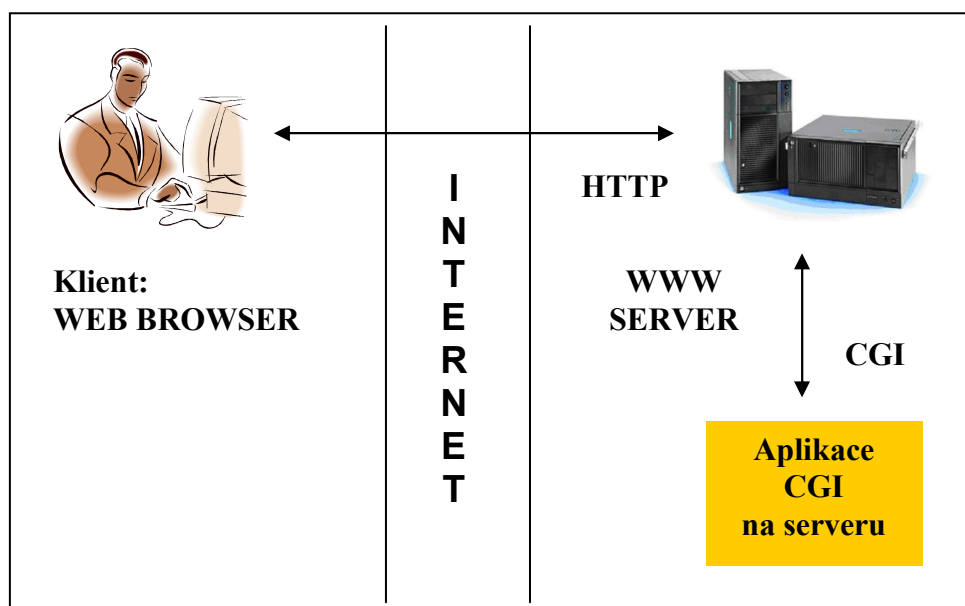 Klient:
WEB BROWSER
I
N
T
E
R
N
E
T
HTTP
WWW
SERVER
CGI
Aplikace
CGI
na serveru